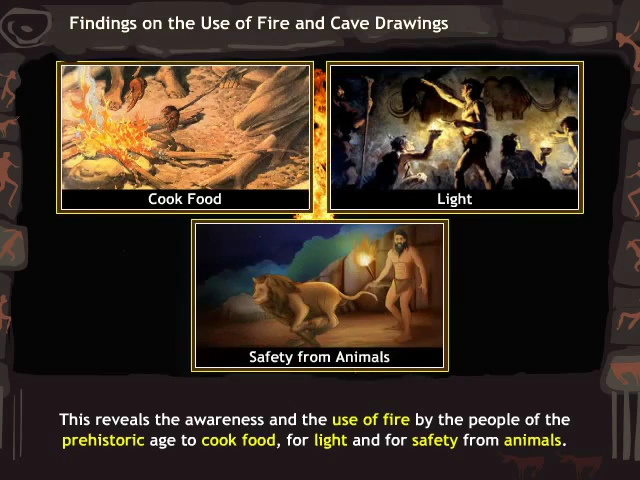 Findings on the Use of Fire and Cave Drawings
Cook Food
Light
Safety from Animals
This reveals the awareness and the use of fire by the people of the
prehistoric age to cook food, for light and for safety from animals.